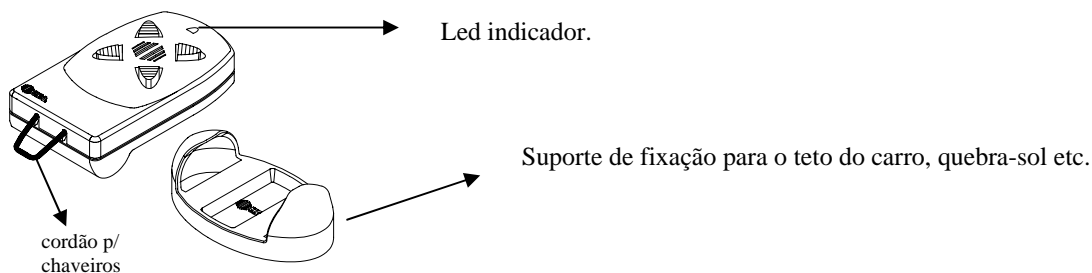 Led indicador.
Suporte de fixação para o teto do carro, quebra-sol etc.
cordão p/
chaveiros